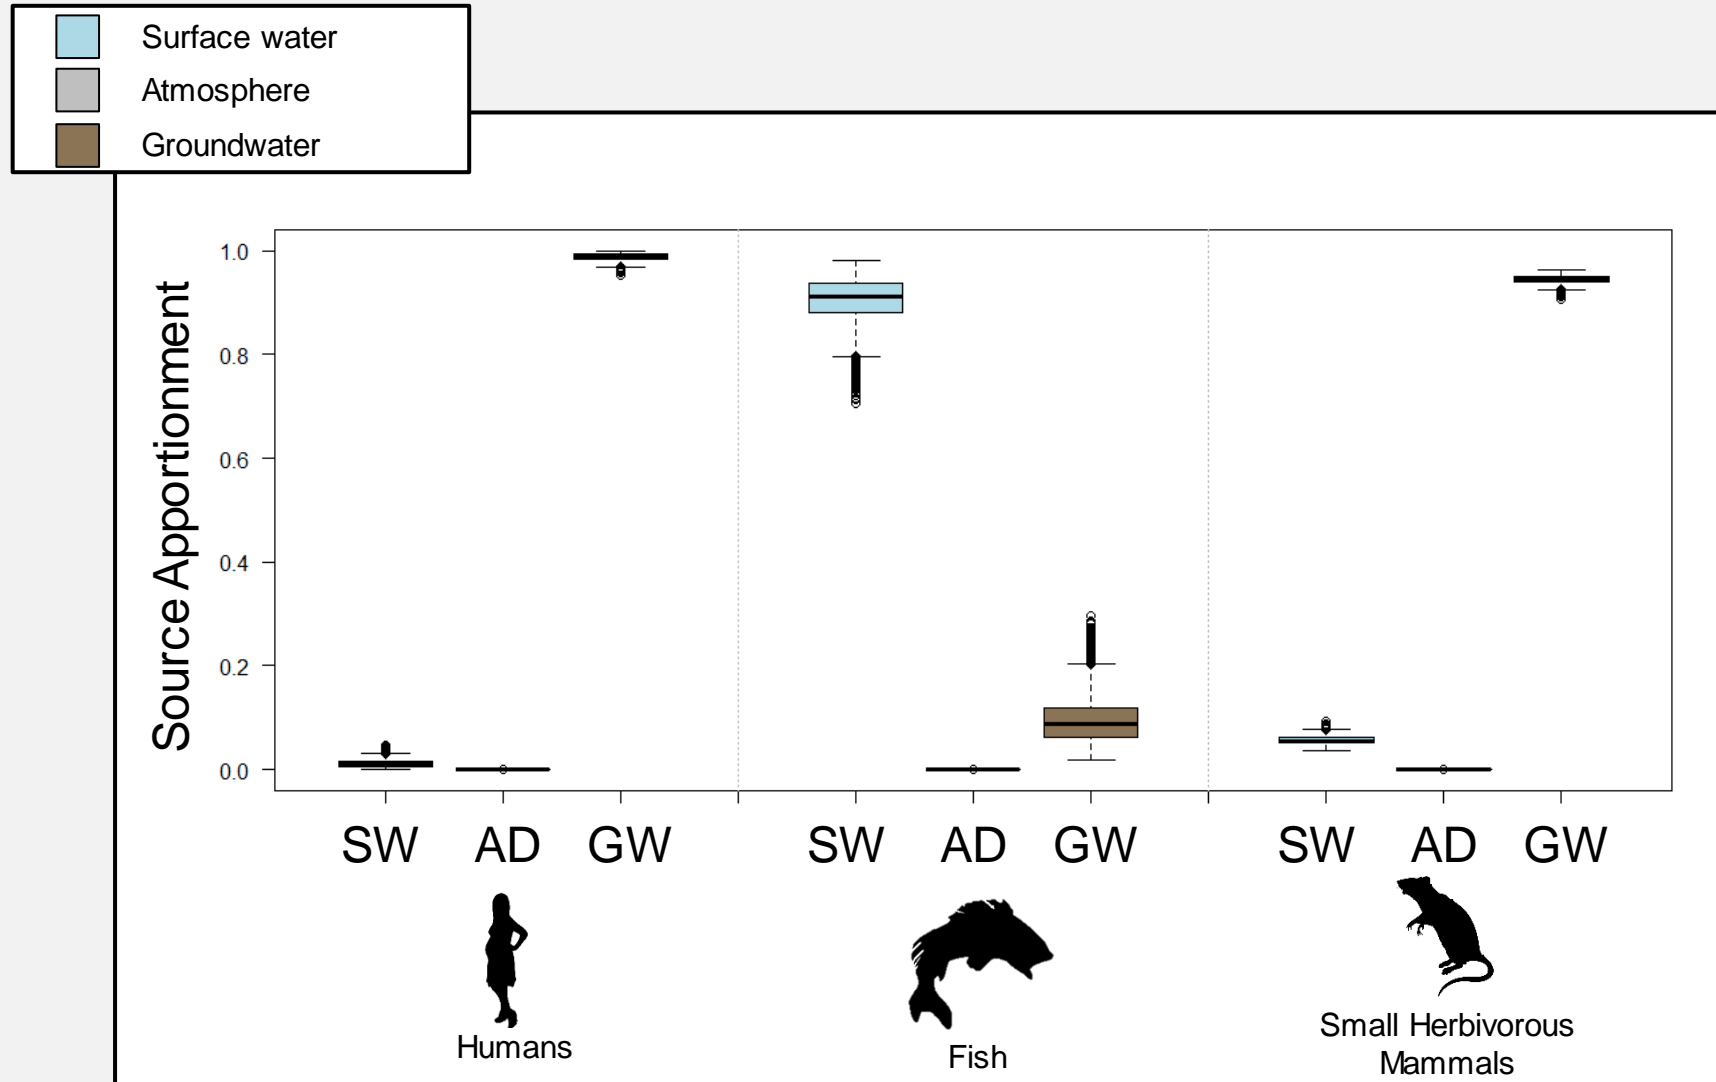 Surface water
Atmosphere
Groundwater
Source Apportionment
1.0
0.8
0.6
0.4
0.2
0.0
SW AD GW SW AD GW SW AD GW
Humans
Fish
Small Herbivorous
Mammals